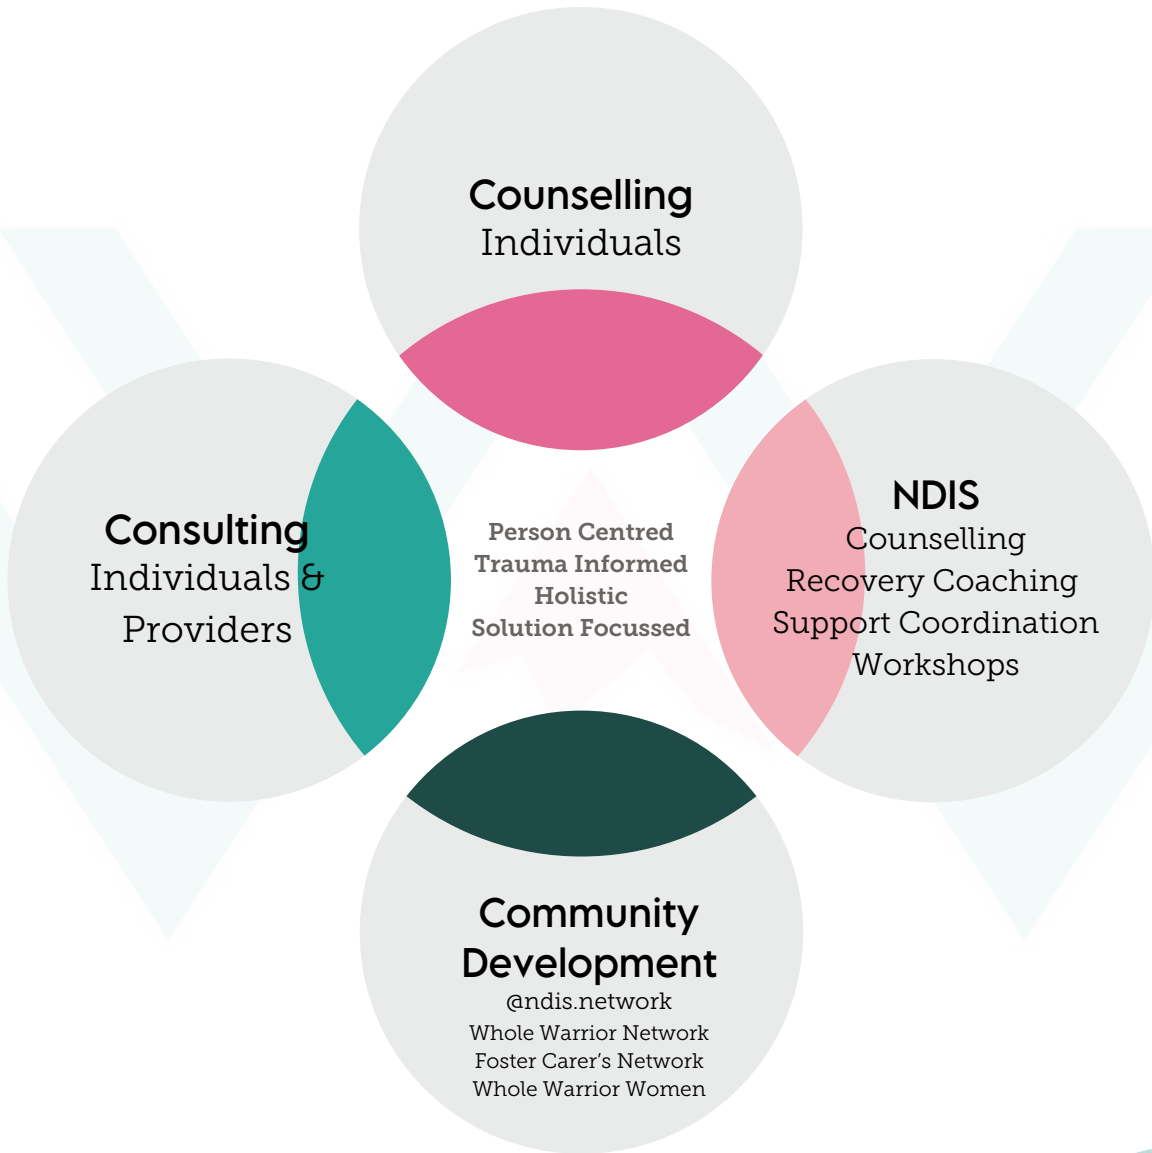 Counselling
Individuals
Consulting
Individuals &
Providers
Person Centred
Trauma Informed
Holistic
Solution Focussed
NDIS
Counselling
Recovery Coaching
Support Coordination
Workshops
Community
Development
@ndis.network
Whole Warrior Network
Foster Carer's Network
Whole Warrior Women